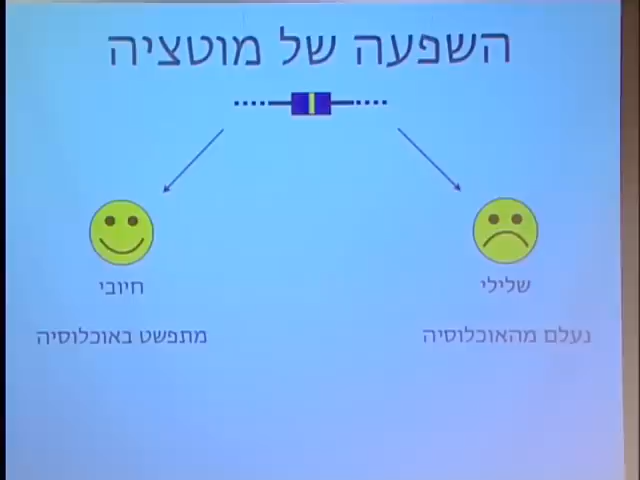 השפעה של מוטציה
שלילי
חיובי
נעלם מהאוכלוסיה
מתפשט באוכלוסיה